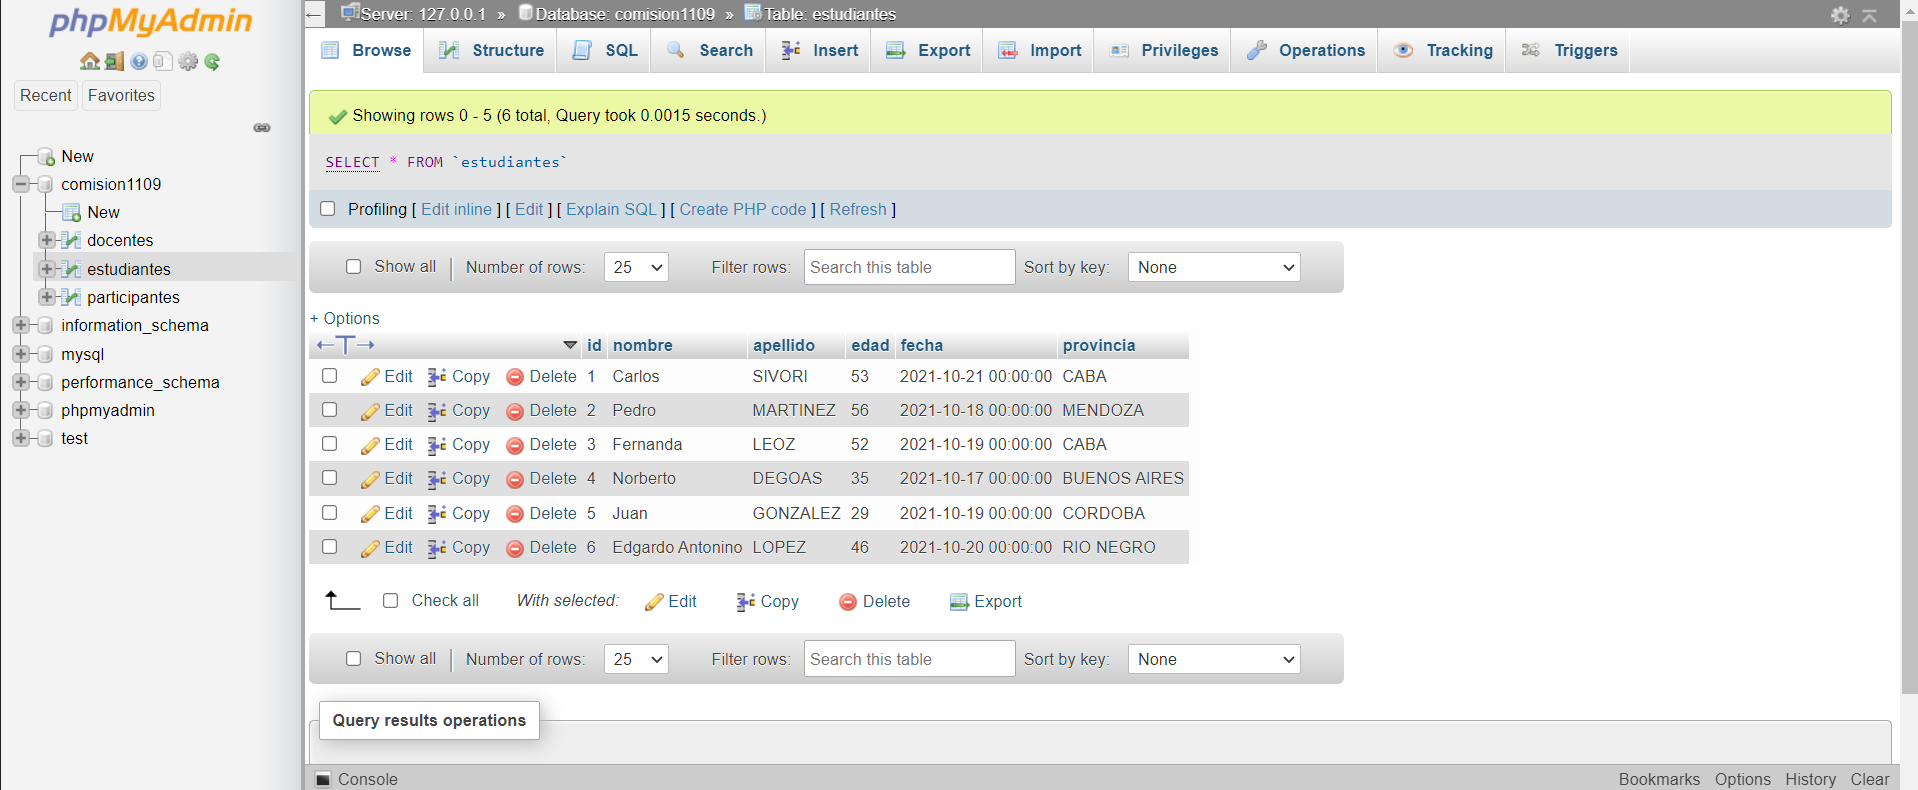 phpMyAdmin
Recent Favorites
New
comision1109
New
docentes
estudiantes
participantes
information_schema
mysql
performance_schema
phpmyadmin
test
← Server: 127.0.0.1 » Database: comision1109 » Table: estudiantes
Browse Structure SQL Search Insert Export Import Privileges Operations Tracking Triggers
Showing rows 0 - 5 (6 total, Query took 0.0015 seconds.)
SELECT * FROM `estudiantes`
Profiling [ Edit inline ] [ Edit ] [ Explain SQL ] [ Create PHP code ] [ Refresh ]
Show all | Number of rows: 25 Filter rows: Search this table Sort by key: None
+ Options
←T→ id nombre apellido edad fecha provincia
Edit Copy Delete 1 Carlos SIVORI 53 2021-10-21 00:00:00 CABA
Edit Copy Delete 2 Pedro MARTINEZ 56 2021-10-18 00:00:00 MENDOZA
Edit Copy Delete 3 Fernanda LEOZ 52 2021-10-19 00:00:00 CABA
Edit Copy Delete 4 Norberto DEGOAS 35 2021-10-17 00:00:00 BUENOS AIRES
Edit Copy Delete 5 Juan GONZALEZ 29 2021-10-19 00:00:00 CORDOBA
Edit Copy Delete 6 Edgardo Antonino LOPEZ 46 2021-10-20 00:00:00 RIO NEGRO
Check all With selected: Edit Copy Delete Export
Show all | Number of rows: 25 Filter rows: Search this table Sort by key: None
Query results operations
Console Bookmarks Options History Clear